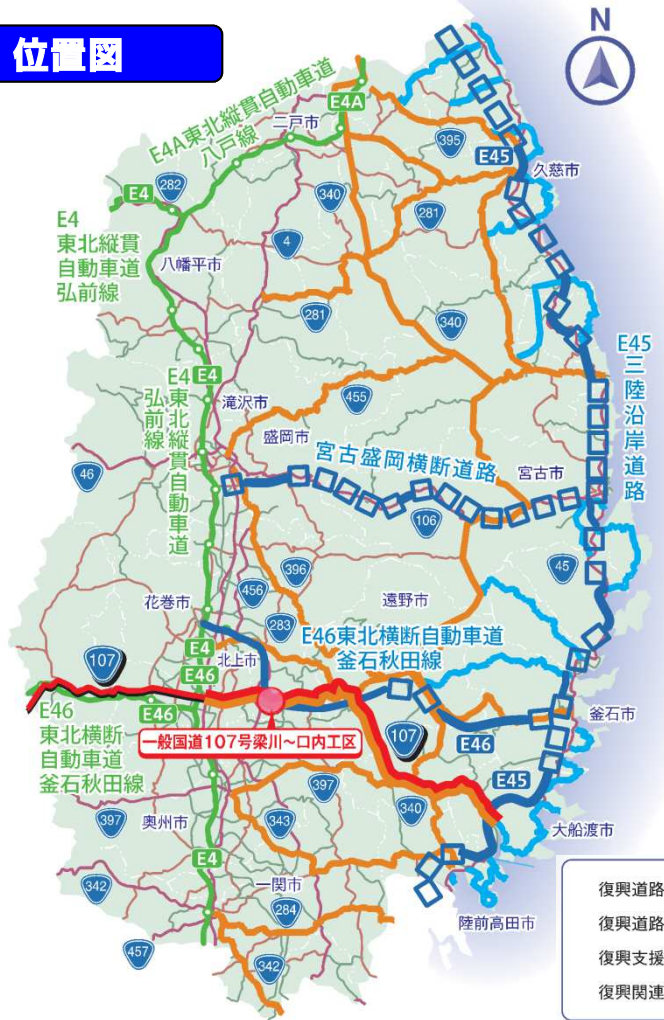 位置図
N
E4A東北縦貫自動車道
八戸線
二戸市
E4A
395
E45
久慈市
E4
282
340
281
4
E4
東北縦貫
自動車道
弘前線
八幡平市
281
340
E45
三陸沿岸道路
E4
E4東北縦貫自動車道
弘前線
滝沢市
455
盛岡市
宮古盛岡横断道路
宮古市
46
106
45
396
456
花巻市
遠野市
283
E46東北横断自動車道
釜石秋田線
E4
北上市
E46
107
E46
E46
東北横断
自動車道
釜石秋田線
一般国道107号梁川~口内工区
107
釜石市
E46
E45
397
340
397
奥州市
343
大船渡市
E4
342
一関市
284
陸前高田市
457
342
復興道路
復興道路
復興支援
復興関連